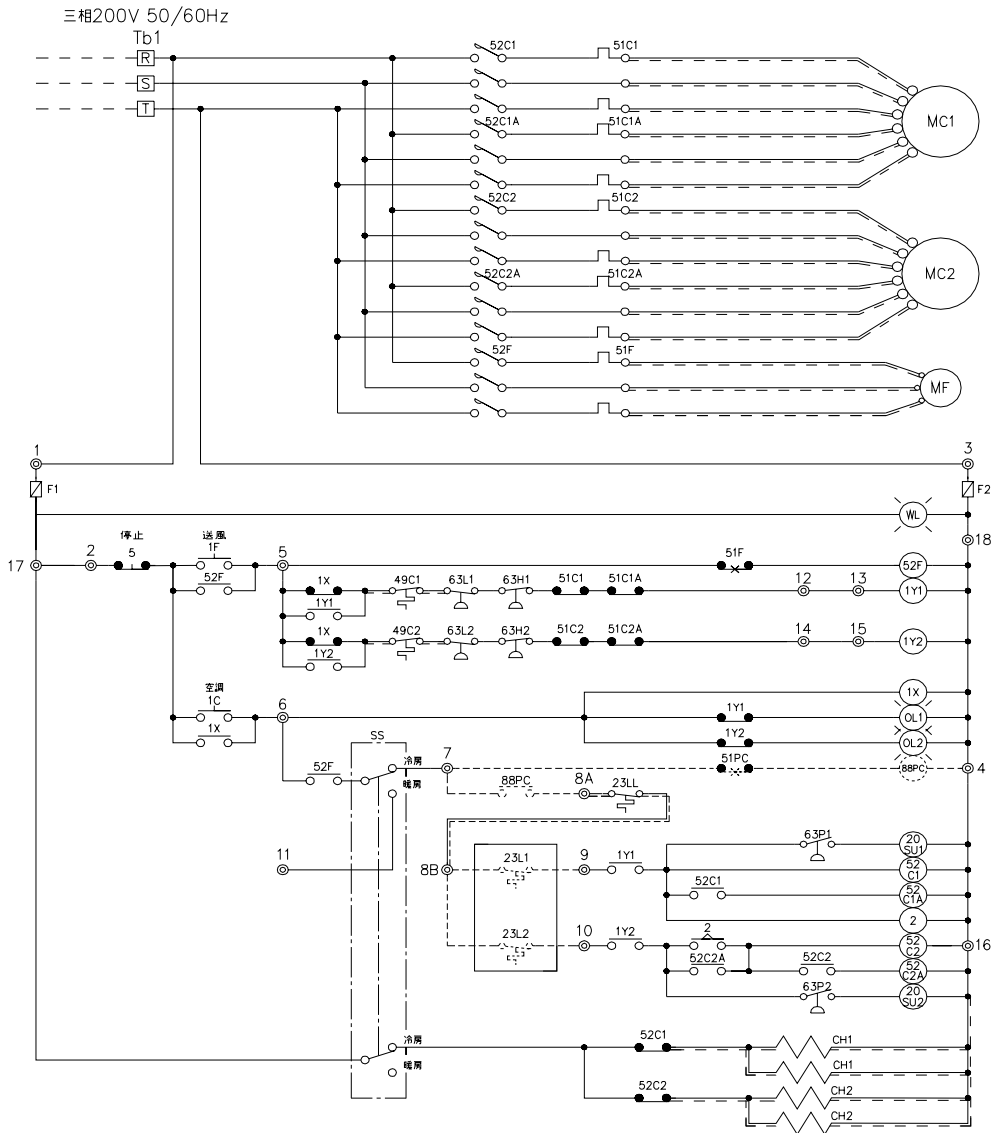 三相200V 50/60Hz
Tb1
R
S
T
52C1
51C1
52C1A
51C1A
MC1
52C2
51C2
52C2A
51C2A
MC2
52F
51F
MF
1
3
F1
F2
WL
18
17
2
停止
5
送風
1F
52F
5
51F
52F
1X
1Y1
49C1
63L1
63H1
51C1
51C1A
12
13
1Y1
1X
1Y2
49C2
63L2
63H2
51C2
51C2A
14
15
1Y2
空調
1C
1X
6
1X
1Y1
OL1
1Y2
OL2
SS
52F
冷房
暖房
7
51PC
88PC
4
88PC
8A
23LL
11
8B
23L1
9
1Y1
63P1
20
SU1
52
C1
52C1
52
C1A
2
23L2
10
1Y2
2
52
C2
16
52C2A
52C2
52
C2A
63P2
20
SU2
冷房
暖房
52C1
CH1
CH1
52C2
CH2
CH2